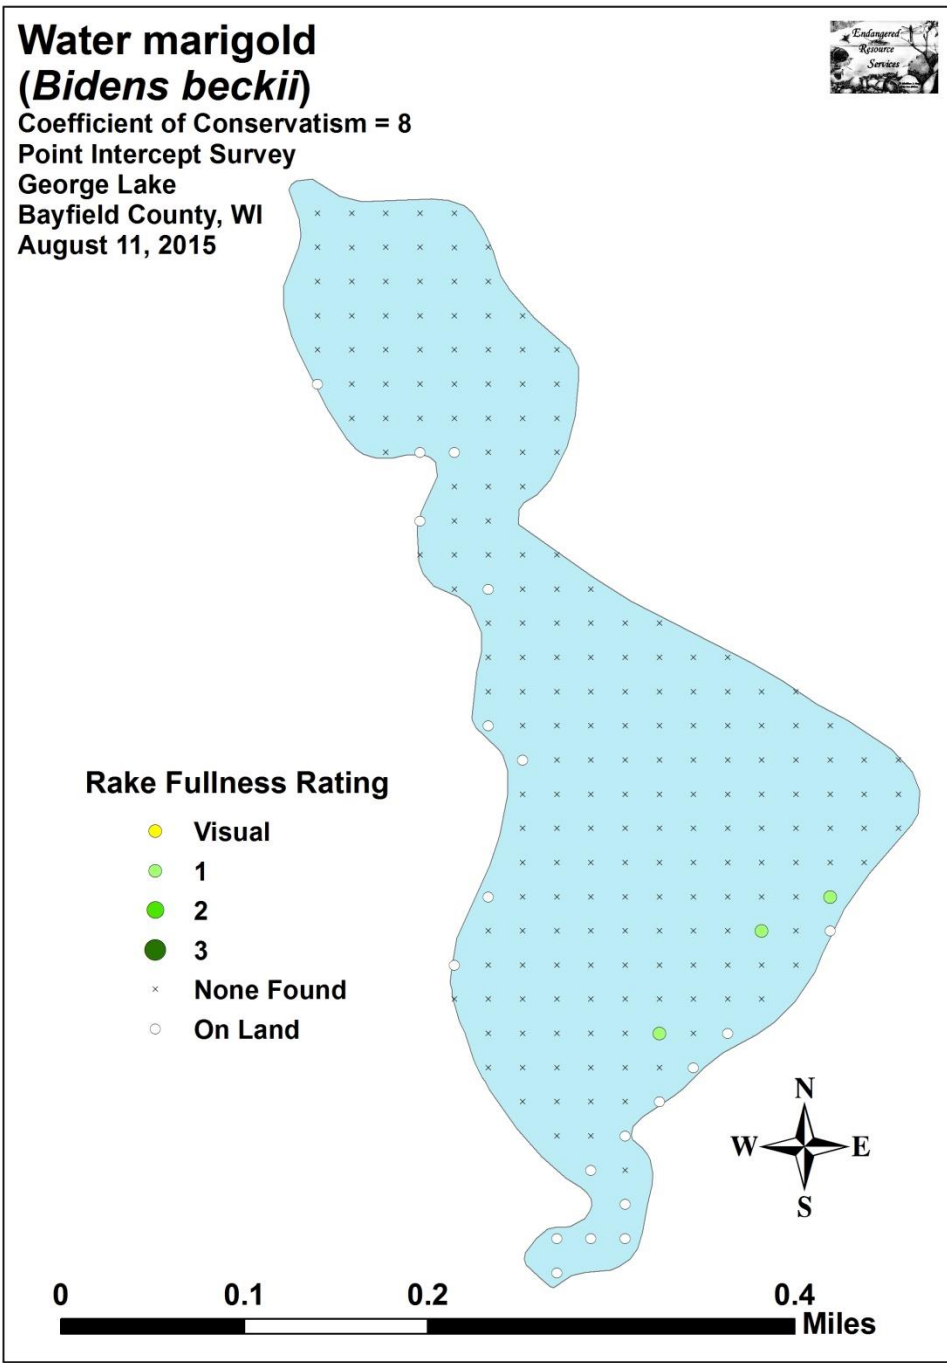 Water marigold
(Bidens beckii)
Coefficient of Conservatism = 8
Point Intercept Survey
George Lake
Bayfield County, WI
August 11, 2015
Endangered
Resource
Services
Rake Fullness Rating
Visual
1
2
3
None Found
On Land
N
W E
S
0 0.1 0.2 0.4
Miles